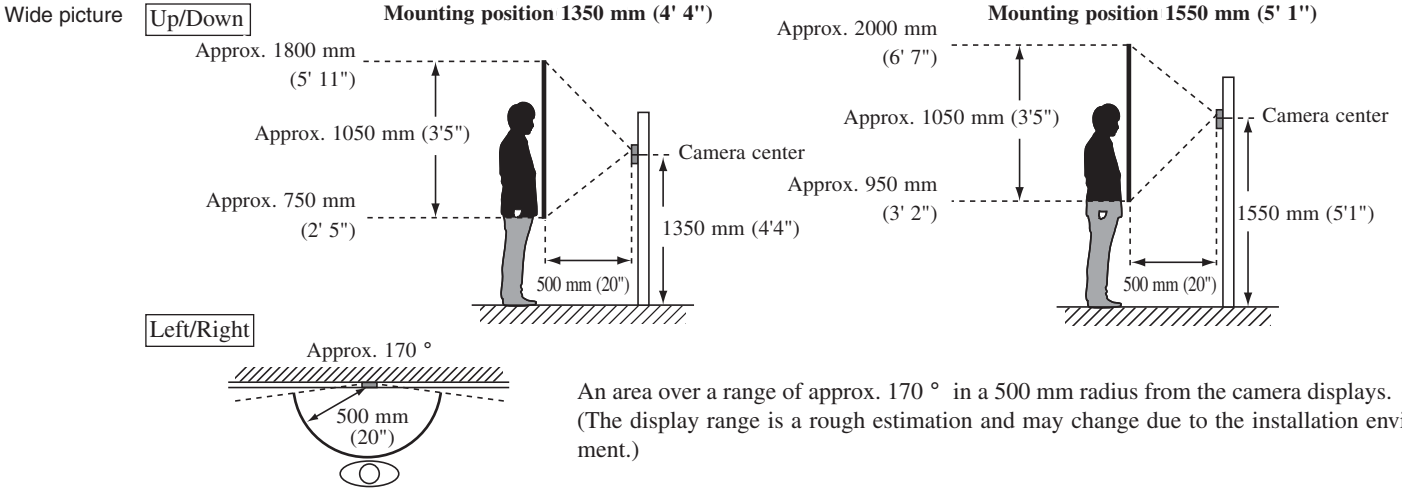 Wide picture
Up/Down
Mounting position 1350 mm (4' 4")
Approx. 1800 mm
(5' 11")
Approx. 1050 mm (3'5")
Camera center
Approx. 750 mm
(2' 5")
1350 mm (4'4")
500 mm (20")
Mounting position 1550 mm (5' 1")
Approx. 2000 mm
(6' 7")
Approx. 1050 mm (3'5")
Camera center
Approx. 950 mm
(3' 2")
1550 mm (5'1")
500 mm (20")
Left/Right
Approx. 170 °
500 mm
(20")
An area over a range of approx. 170 ° in a 500 mm radius from the camera displays.
(The display range is a rough estimation and may change due to the installation envi
ment.)